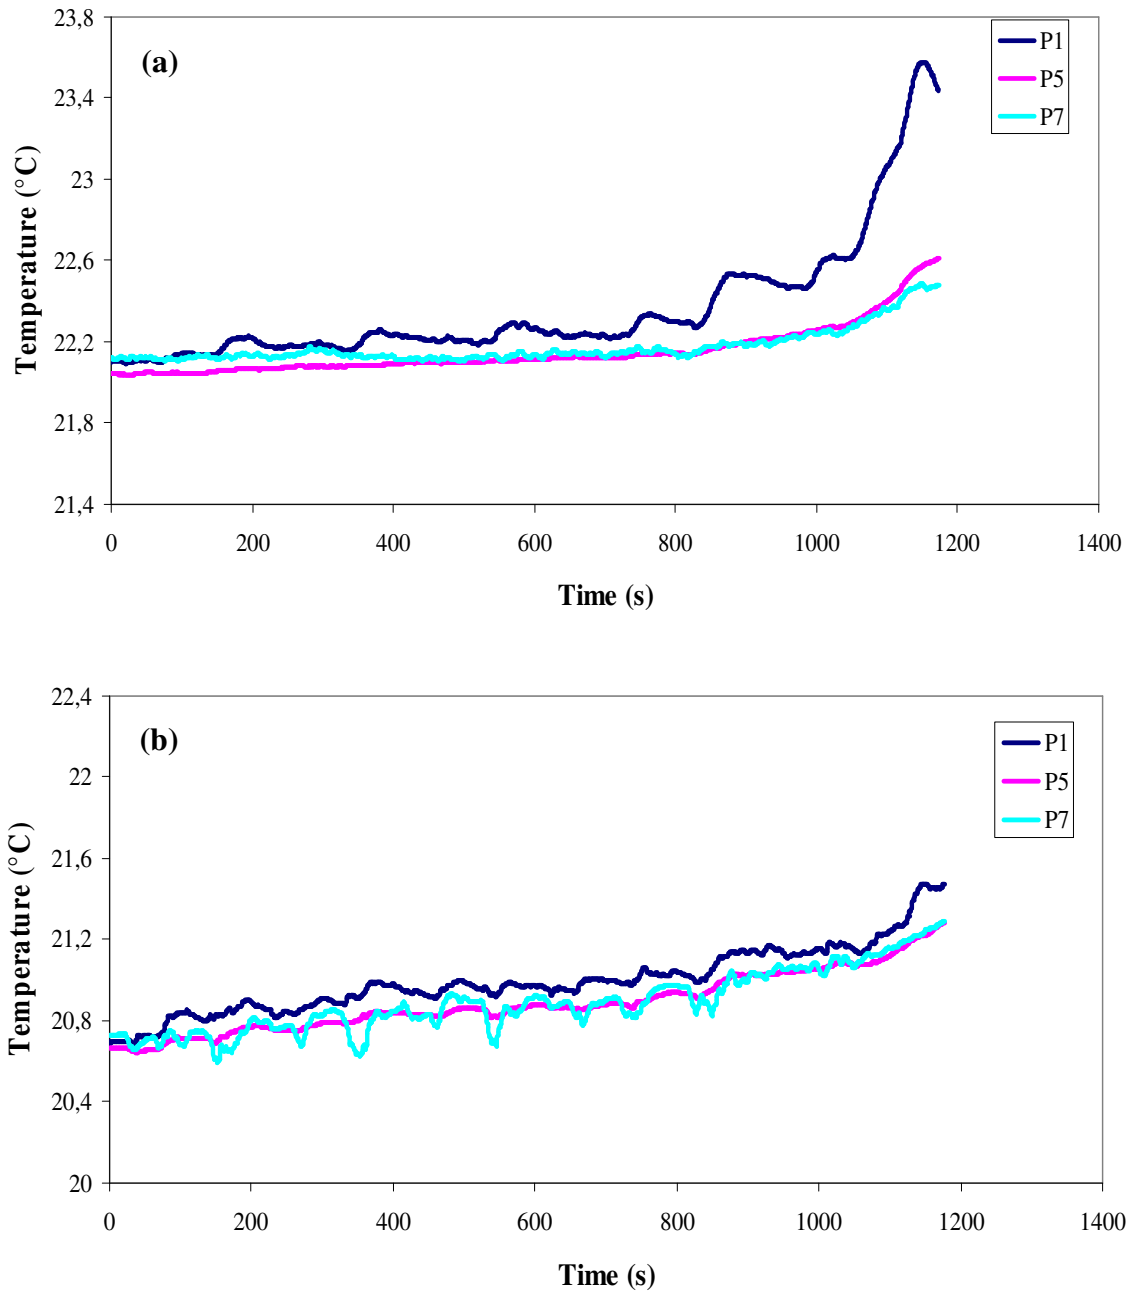 23,8
(a)
P1
P5
P7
23,4
23
22,6
22,2
21,8
21,4
Temperature (°C)
0 200 400 600 800 1000 1200 1400
Time (s)
22,4
(b)
P1
P5
P7
22
21,6
21,2
20,8
20,4
20
Temperature (°C)
0 200 400 600 800 1000 1200 1400
Time (s)